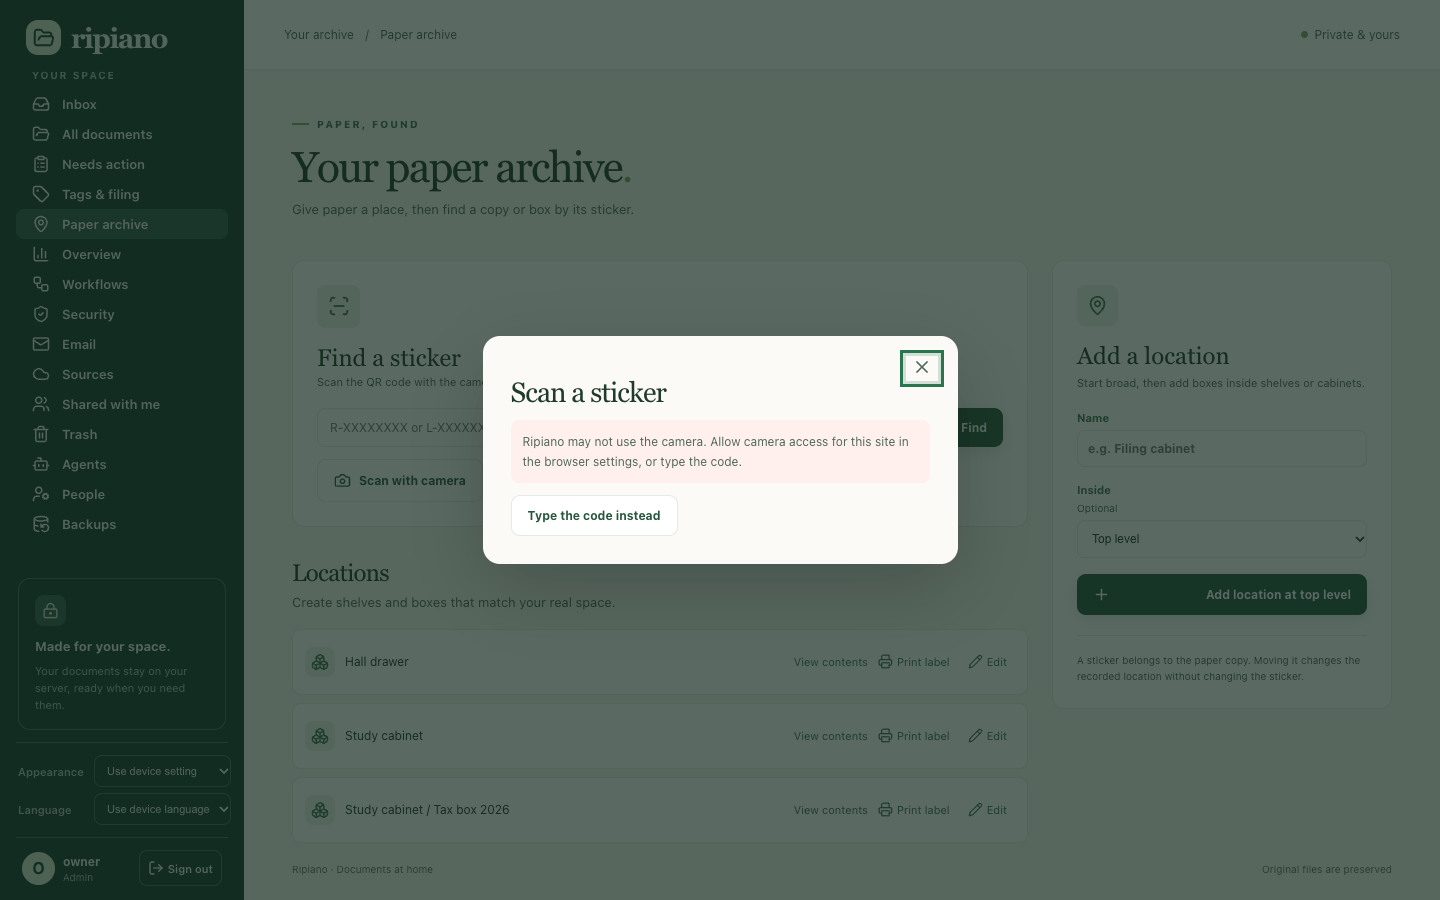 ripiano
YOUR SPACE
Inbox
All documents
Needs action
Tags & filing
Paper archive
Overview
Workflows
Security
Email
Sources
Shared with me
Trash
Agents
People
Backups
Made for your space.
Your documents stay on your
server, ready when you need
them.
Appearance
Use device setting
Language
Use device language
O
owner
Admin
Sign out
Your archive / Paper archive
Private & yours
PAPER, FOUND
Your paper archive.
Give paper a place, then find a copy or box by its sticker.
Find a sticker
Scan the QR code with the
R-XXXXXXXX or L-XXXXX
Find
Scan with camera
Scan a sticker
Ripiano may not use the camera. Allow camera access for this site in
the browser settings, or type the code.
Type the code instead
Locations
Create shelves and boxes that match your real space.
Hall drawer
View contents
Print label
Edit
Study cabinet
View contents
Print label
Edit
Study cabinet / Tax box 2026
View contents
Print label
Edit
Add a location
Start broad, then add boxes inside shelves or cabinets.
Name
e.g. Filing cabinet
Inside
Optional
Top level
Add location at top level
A sticker belongs to the paper copy. Moving it changes the
recorded location without changing the sticker.
Ripiano · Documents at home
Original files are preserved